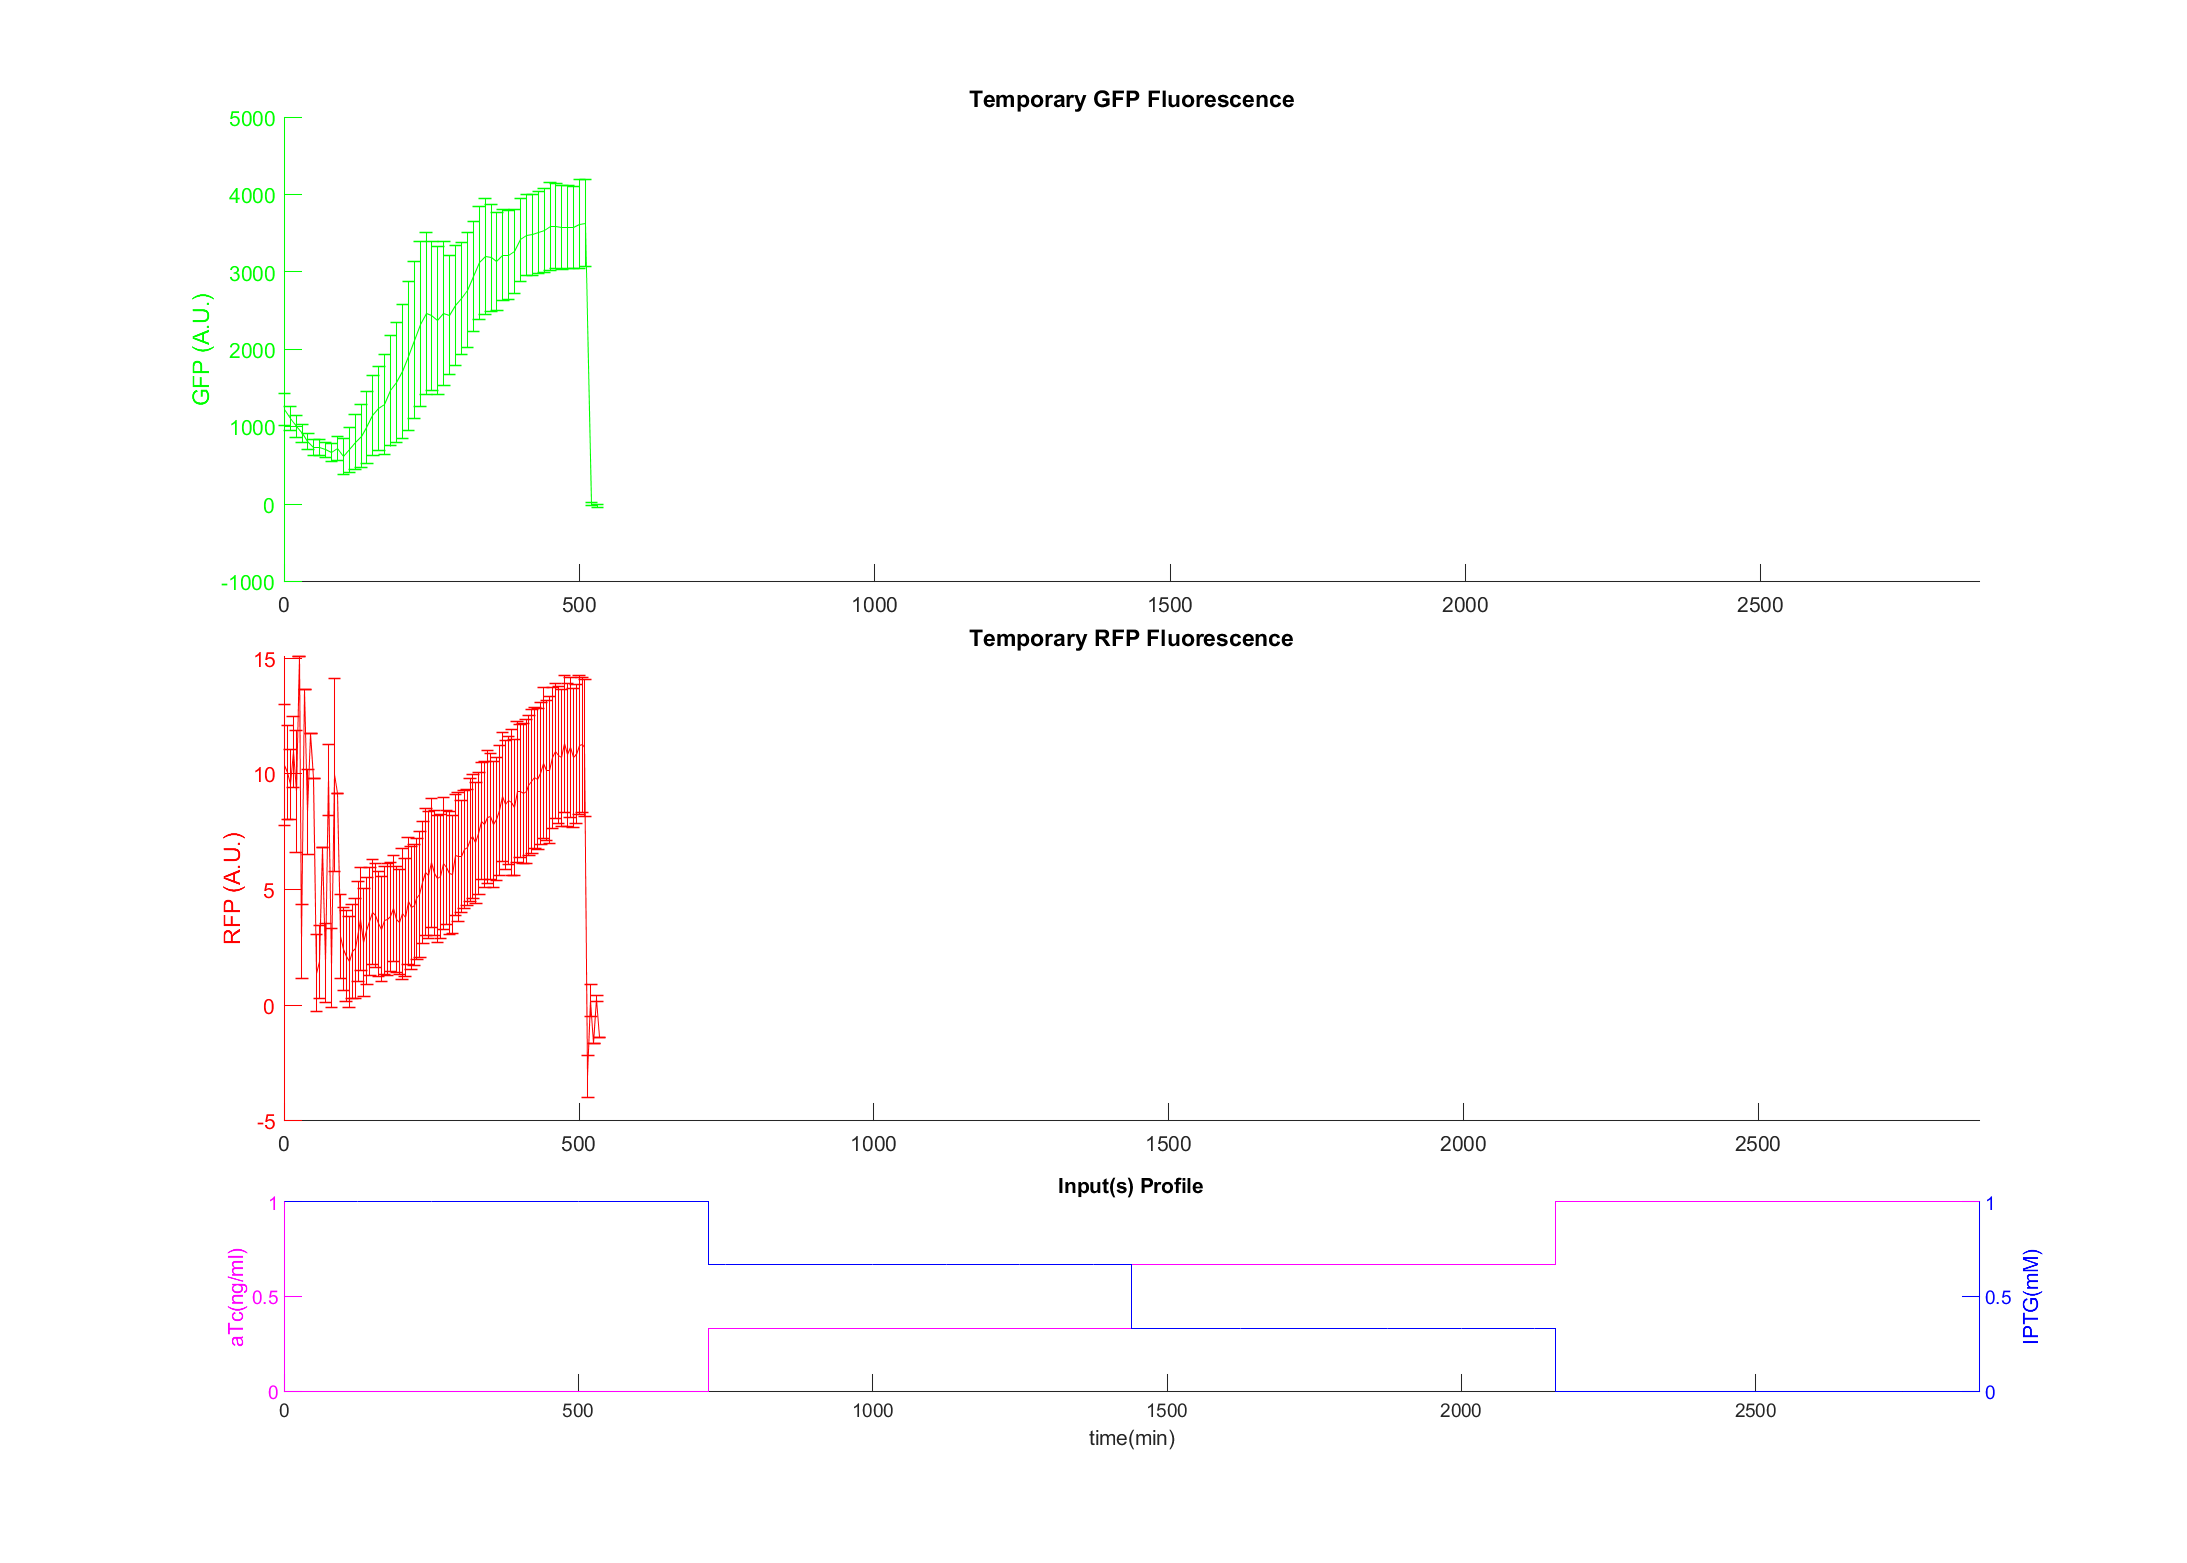 Temporary GFP Fluorescence
5000
4000
3000
2000
1000
0
-1000
GFP (A.U.)
0 500 1000 1500 2000 2500
Temporary RFP Fluorescence
15
10
5
0
-5
RFP (A.U.)
0 500 1000 1500 2000 2500
Input(s) Profile
1
0.5
0
aTc(ng/ml)
1
0.5
0
IPTG(mM)
0 500 1000 1500 2000 2500
time(min)